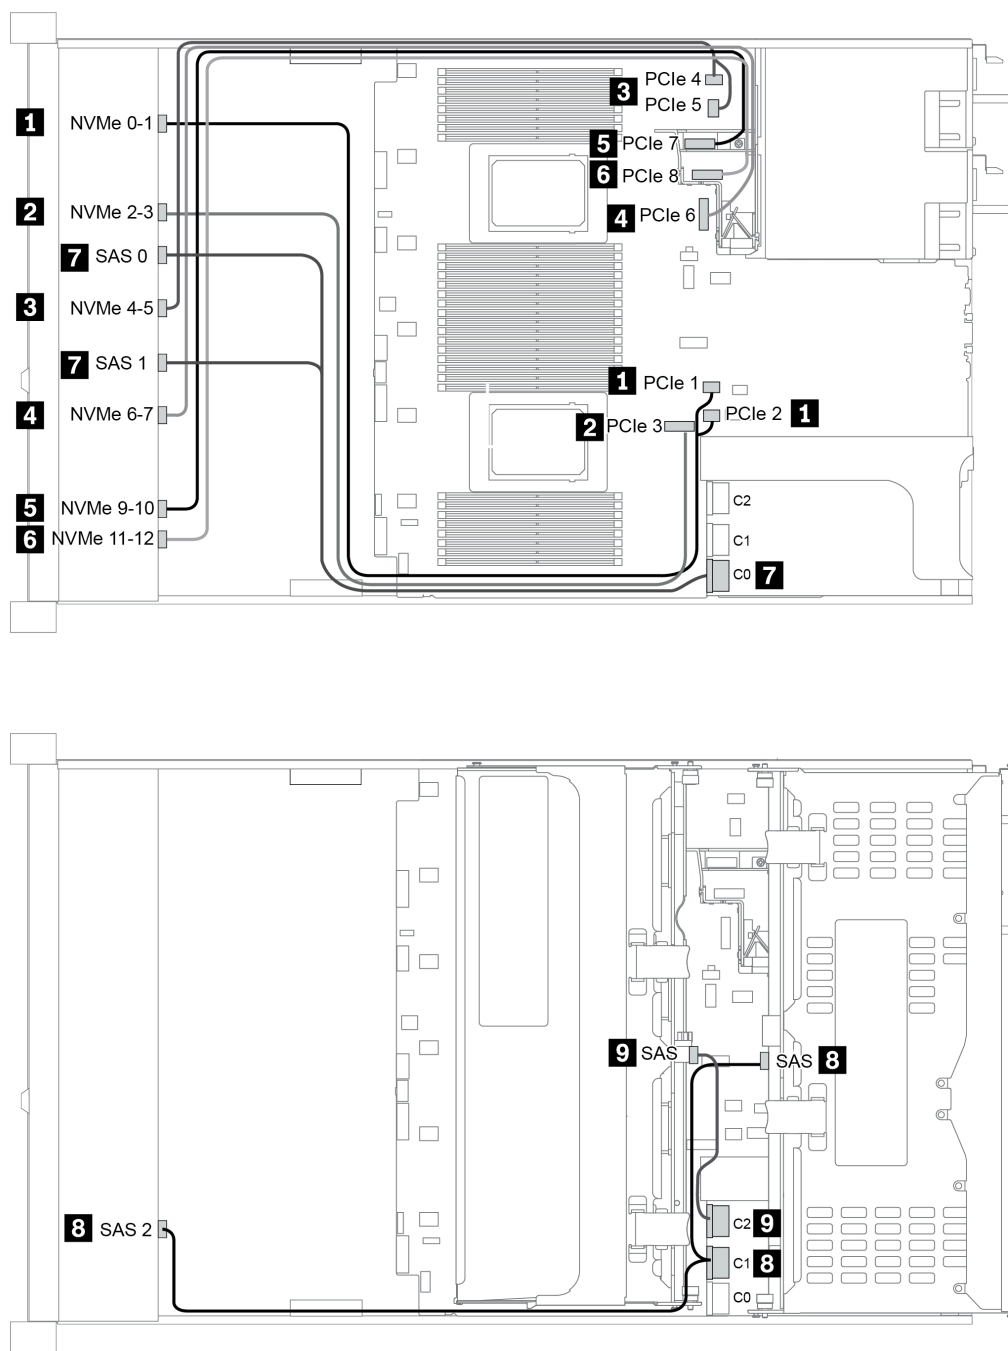 3 PCIe 4
PCIe 5
1 NVMe 0-1
5 PCIe 7
6 PCIe 8
2 NVMe 2-3
4 PCIe 6
7 SAS 0
3 NVMe 4-5
7 SAS 1
1 PCIe 1
4 NVMe 6-7
PCIe 2 1
2 PCIe 3
C2
5 NVMe 9-10
6 NVMe 11-12
C1
C0 7
9 SAS
SAS 8
8 SAS 2
C2 9
C1 8
C0